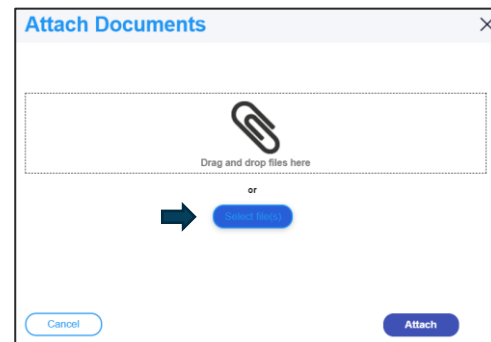 Attach Documents
Drag and drop files here
or
Select file(s)
Cancel
Attach